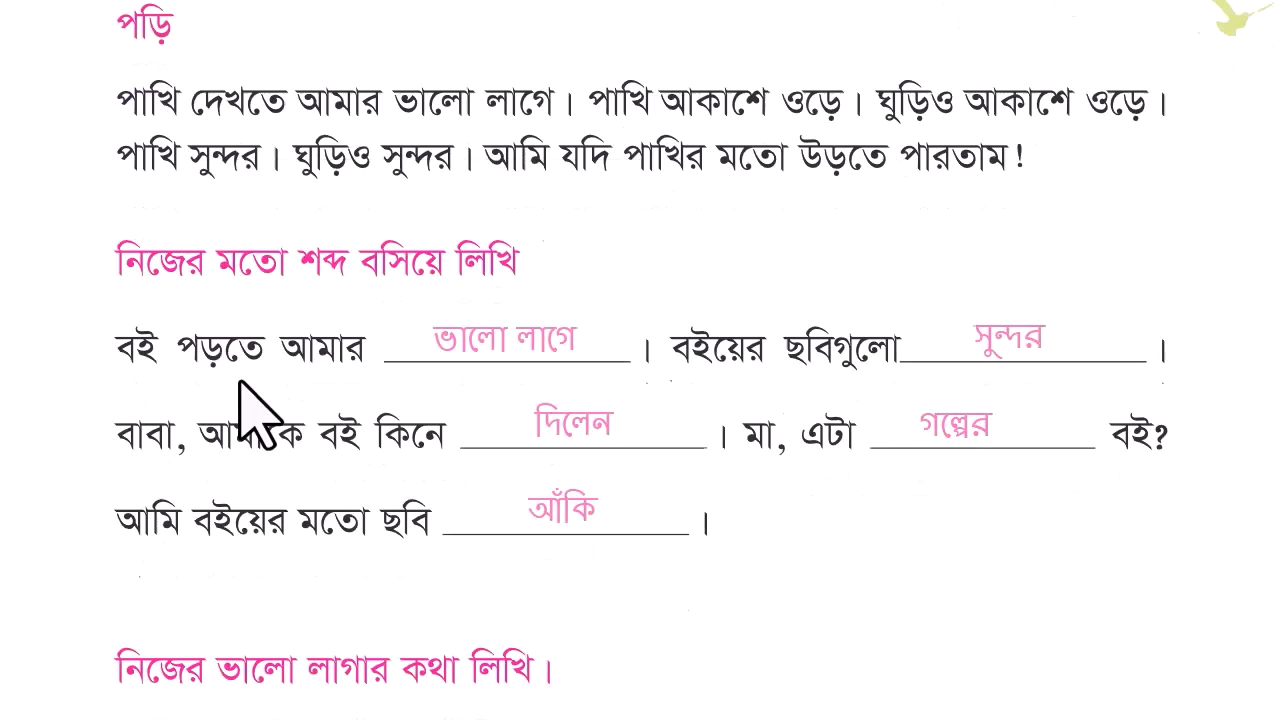 পড়ি
পাখি দেখতে আমার ভালো লাগে। পাখি আকাশে ওড়ে। ঘুড়িও আকাশে ওড়ে।
পাখি সুন্দর। ঘুড়িও সুন্দর। আমি যদি পাখির মতো উড়তে পারতাম!
নিজের মতো শব্দ বসিয়ে লিখি
বই পড়তে আমার ভালো লাগে। বইয়ের ছবিগুলো সুন্দর।
বাবা, আমাকে বই কিনে দিলেন। মা, এটা গল্পের বই?
আমি বইয়ের মতো ছবি আঁকি।
নিজের ভালো লাগার কথা লিখি।